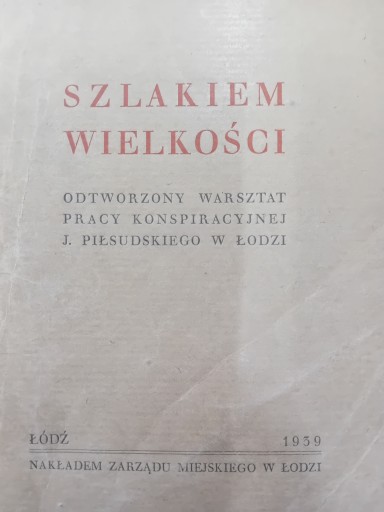 SZLAKIEM
WIELKOŚCI
ODTWORZONY WARSZTAT
PRACY KONSPIRACYJNEJ
J. PIŁSUDSKIEGO W ŁODZI
ŁÓDŹ 1939
NAKŁADEM ZARZĄDU MIEJSKIEGO W ŁODZI